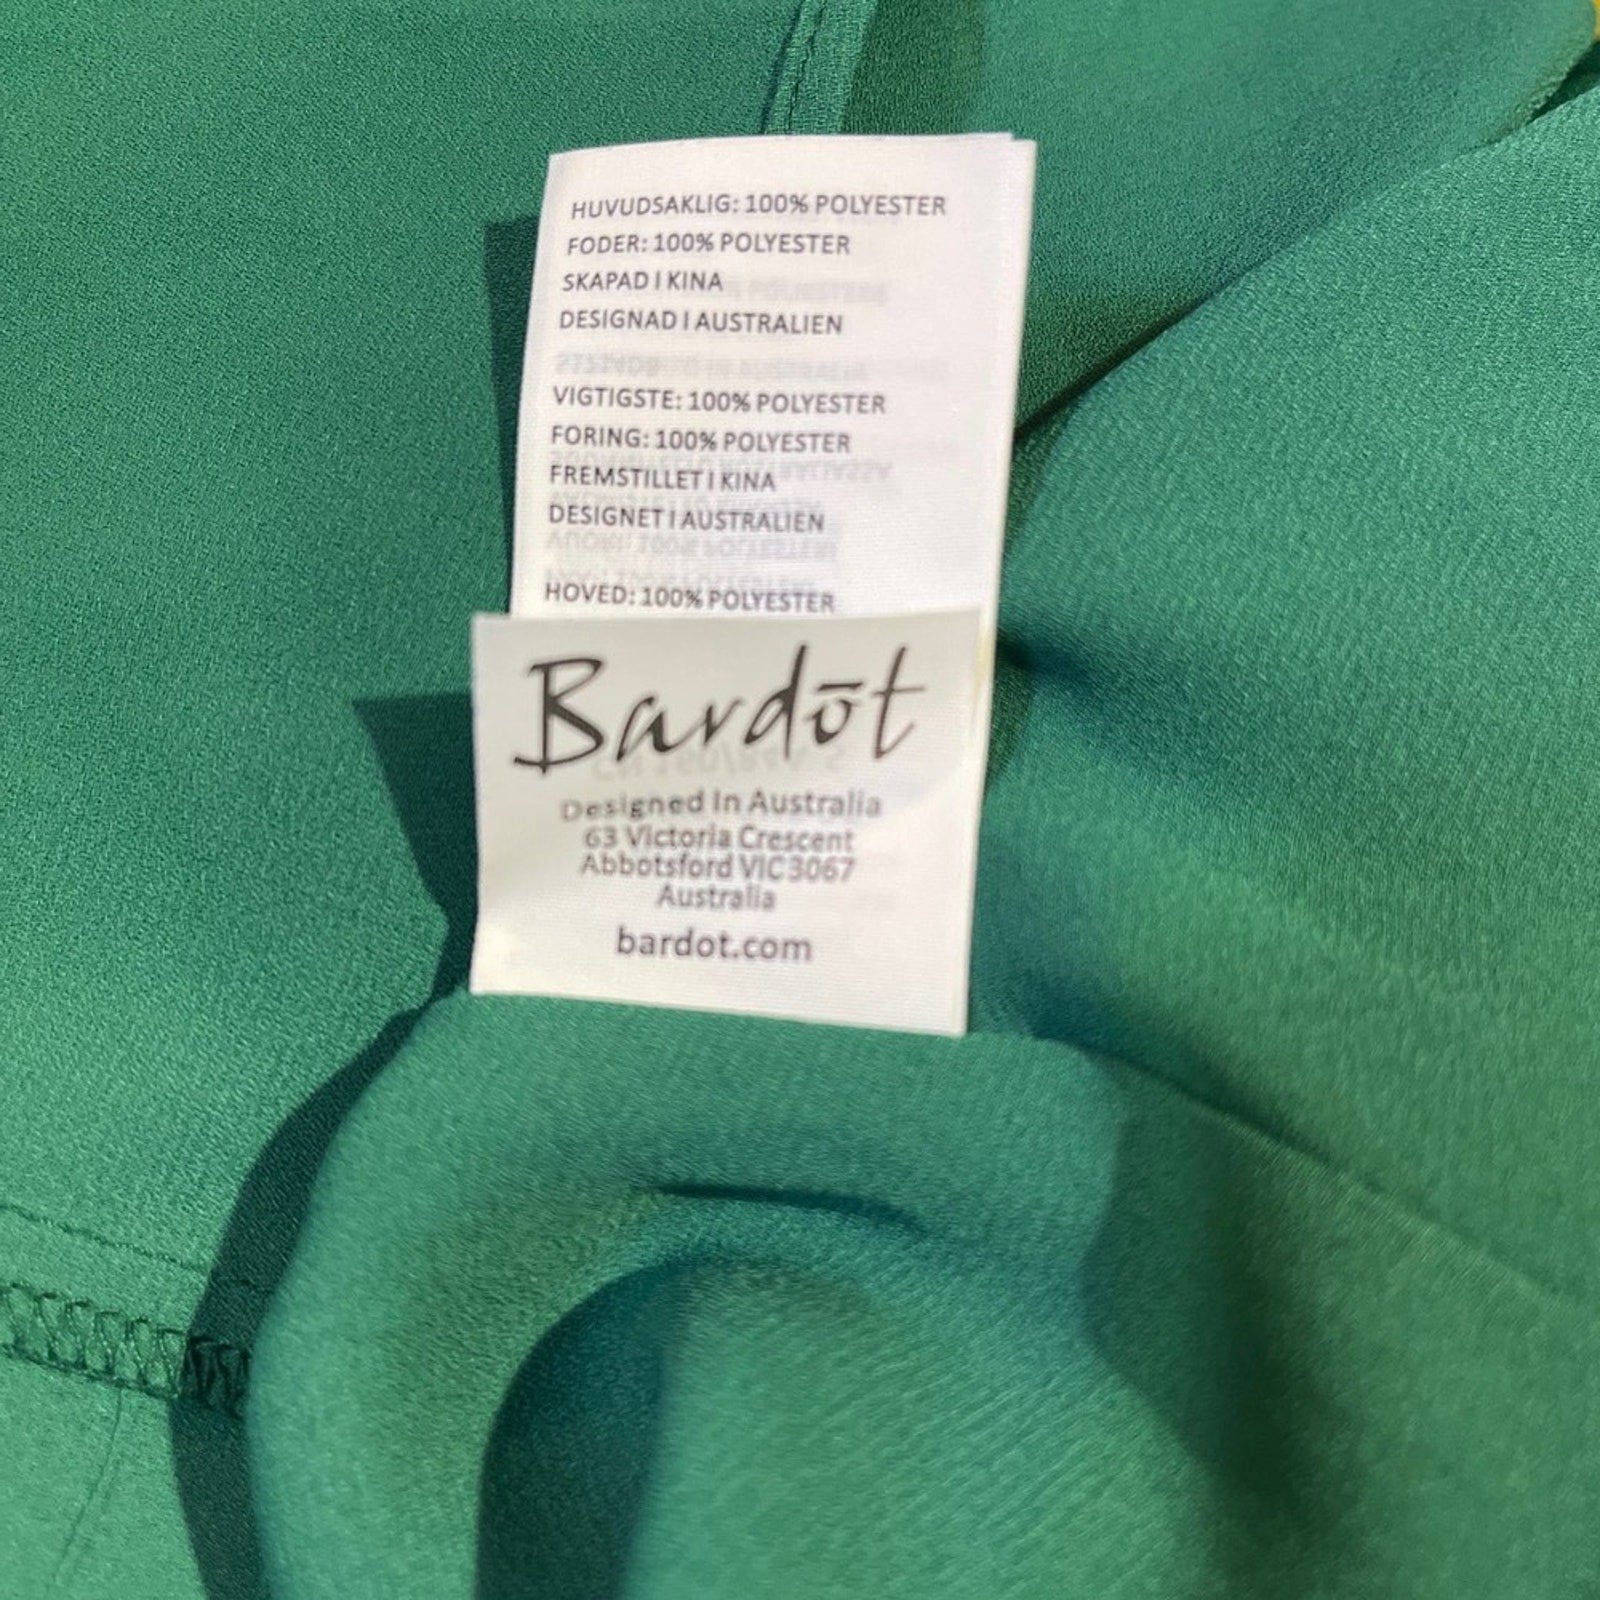 HUVUDSAKLIG: 100% POLYESTER
FODER: 100% POLYESTER
SKAPAD I KINA
DESIGNAD I AUSTRALIEN
VIGTIGSTE: 100% POLYESTER
FORING: 100% POLYESTER
FREMSTILLET I KINA
DESIGNET I AUSTRALIEN
HOVED: 100% POLYESTER
Bardōt
Designed In Australia
63 Victoria Crescent
Abbotsford VIC 3067
Australia
bardot.com